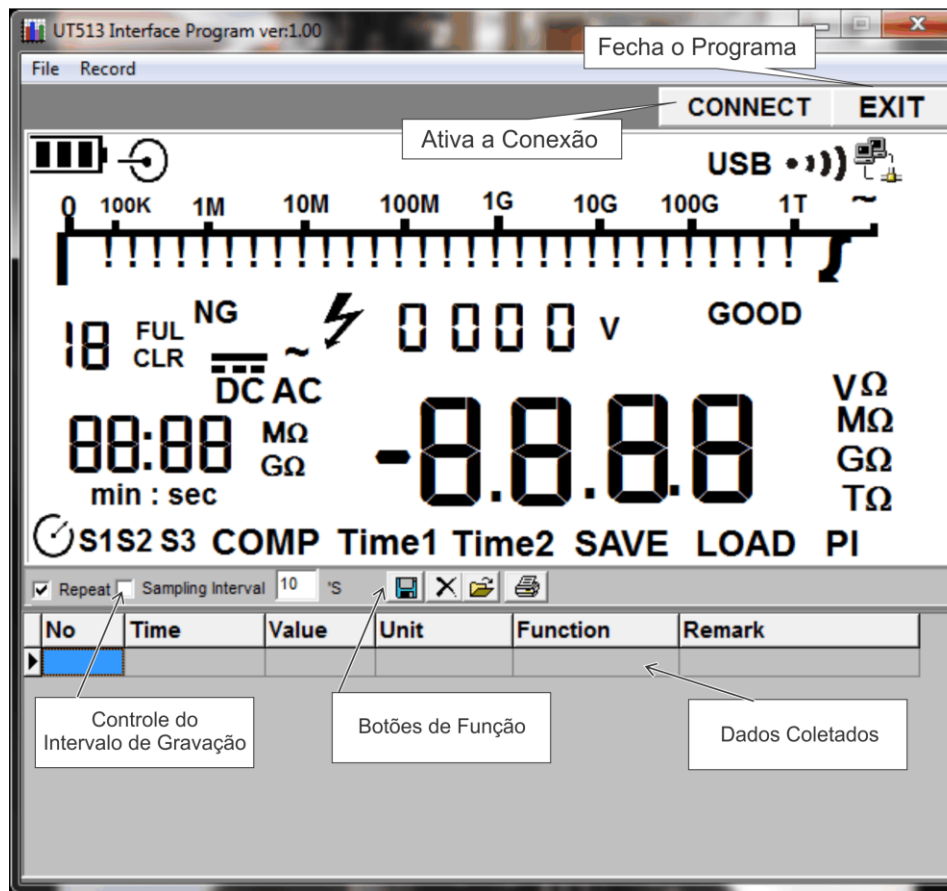 UT513 Interface Program ver:1.00
Fecha o Programa
File Record
CONNECT EXIT
Ativa a Conexão
USB
0 100K 1M 10M 100M 1G 10G 100G 1T ~
18 FUL NG 0000 V GOOD
CLR
~
DC AC
VΩ
88:88 MΩ -8.8.8.8 MΩ
GΩ GΩ
min : sec TΩ
S1 S2 S3 COMP Time1 Time2 SAVE LOAD PI
Repeat Sampling Interval 10 'S
No Time Value Unit Function Remark
Controle do
Intervalo de Gravação
Botões de Função
Dados Coletados